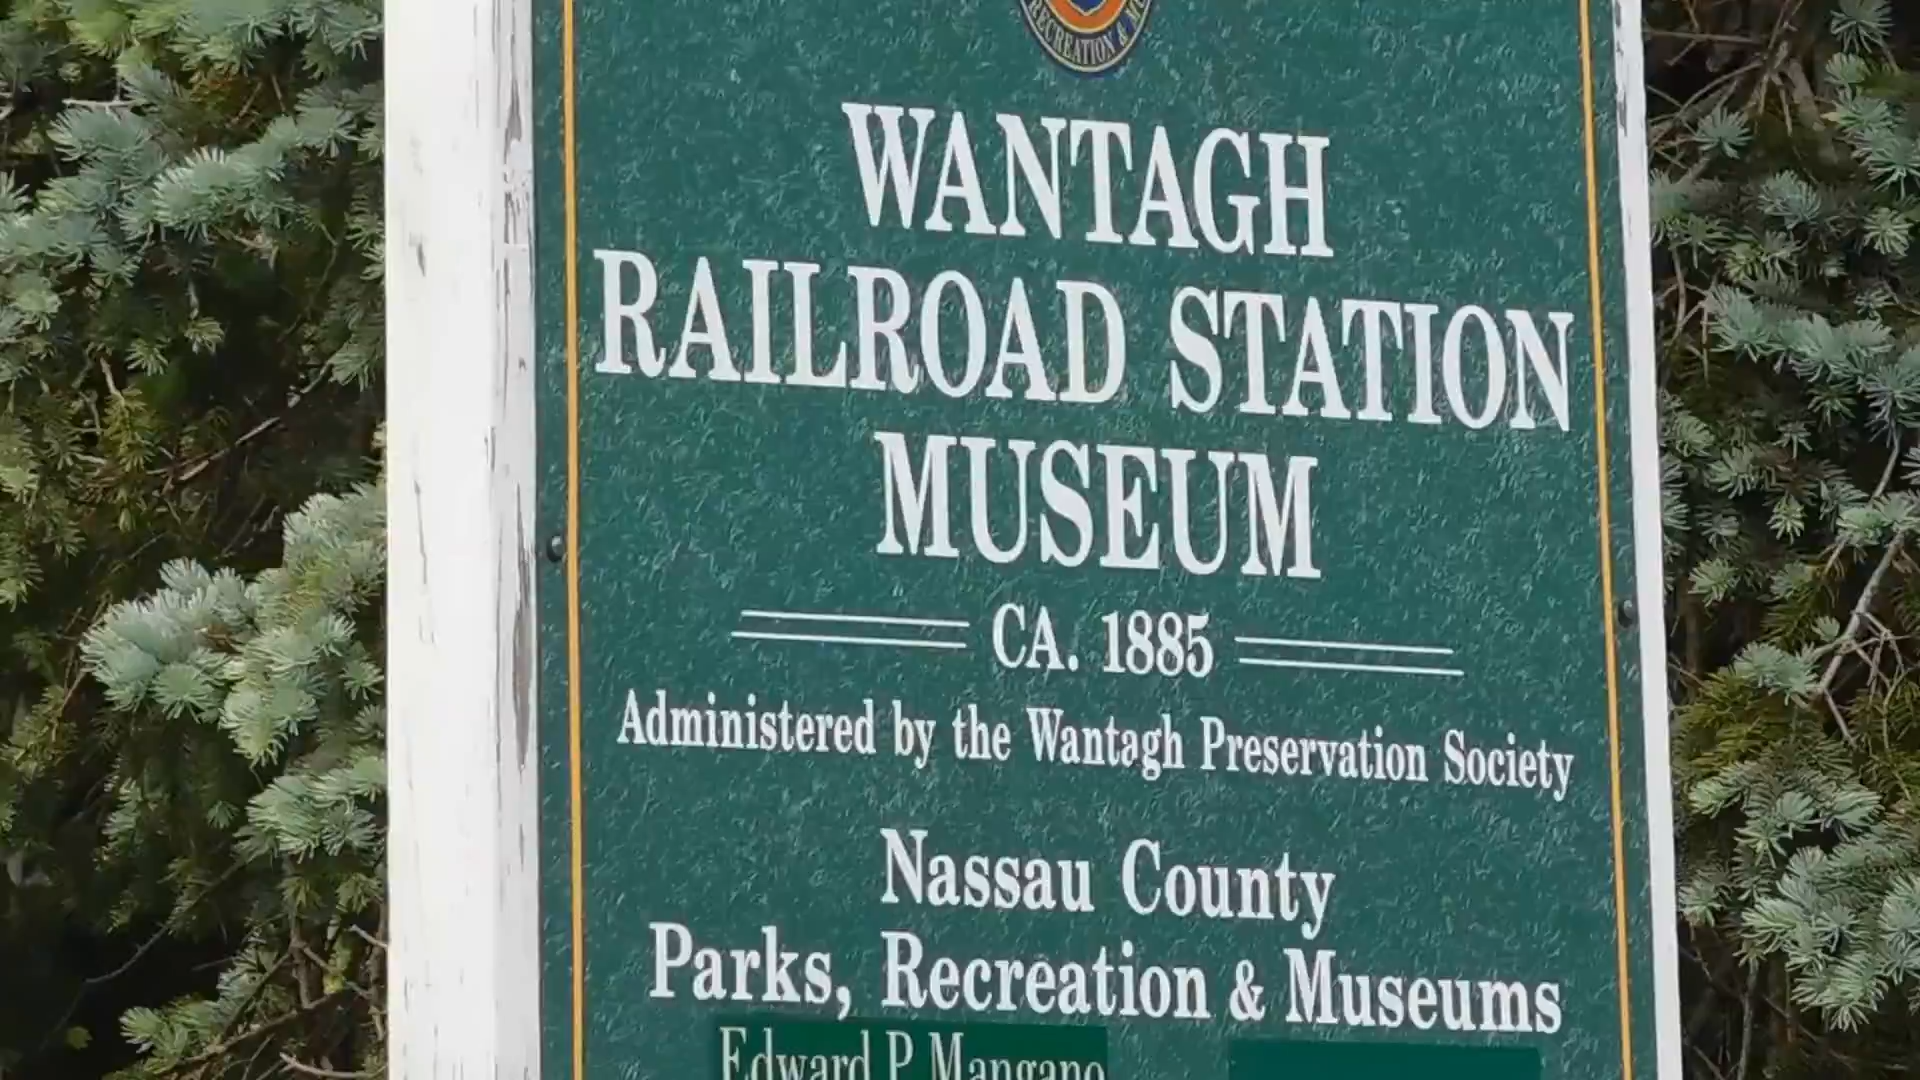 RECREATION &
WANTAGH
RAILROAD STATION
MUSEUM
CA. 1885
Administered by the Wantagh Preservation Society
Nassau County
Parks, Recreation & Museums
Edward P. Mangano